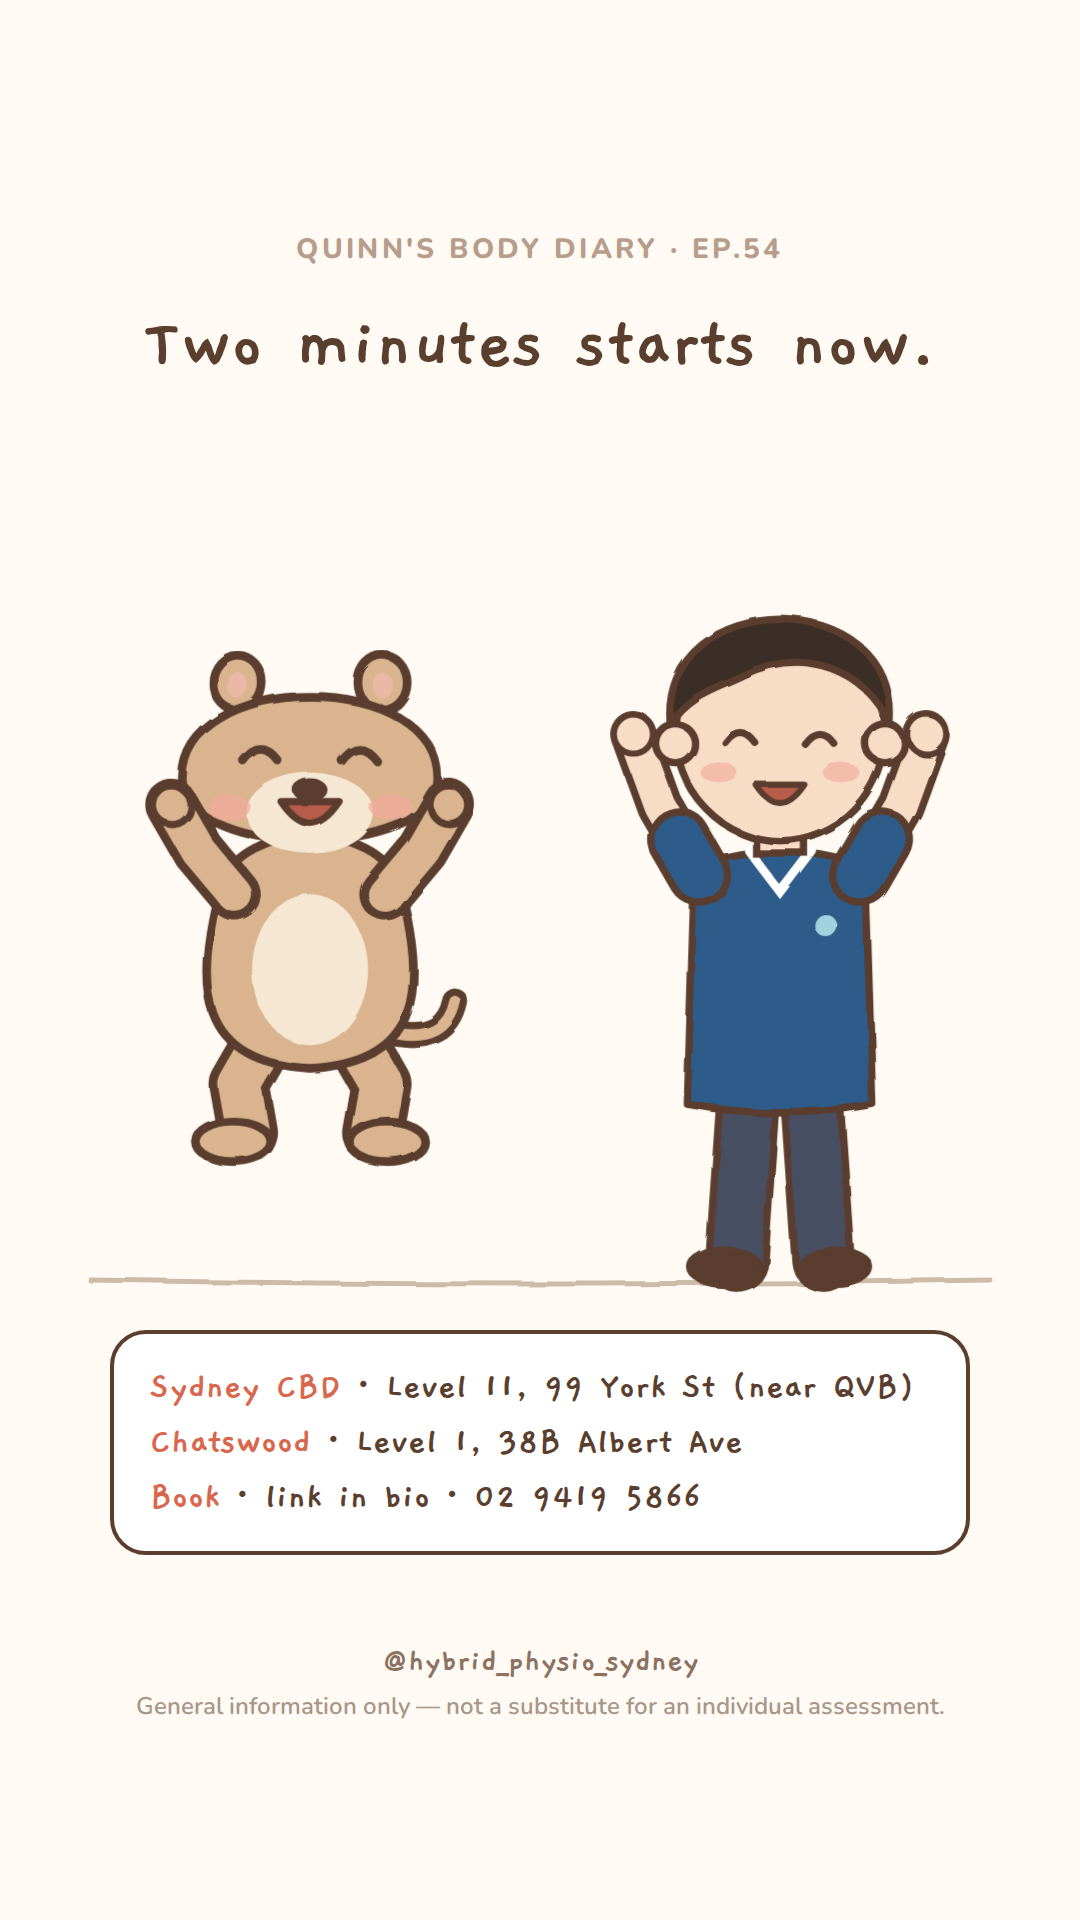 QUINN'S BODY DIARY · EP.54
Two minutes starts now.
Sydney CBD · Level 11, 99 York St (near QVB)
Chatswood · Level 1, 38B Albert Ave
Book · link in bio · 02 9419 5866
@hybrid_physio_sydney
General information only — not a substitute for an individual assessment.